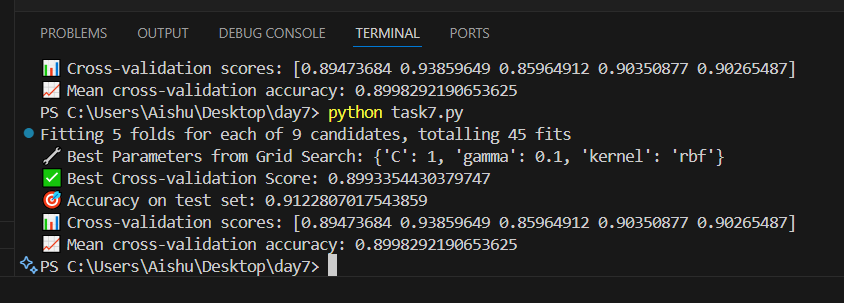 PROBLEMS OUTPUT DEBUG CONSOLE TERMINAL PORTS
📊 Cross-validation scores: [0.89473684 0.93859649 0.85964912 0.90350877 0.90265487]
📈 Mean cross-validation accuracy: 0.8998292190653625
PS C:\Users\Aishu\Desktop\day7> python task7.py
Fitting 5 folds for each of 9 candidates, totalling 45 fits
🔧 Best Parameters from Grid Search: {'C': 1, 'gamma': 0.1, 'kernel': 'rbf'}
✅ Best Cross-validation Score: 0.8993354430379747
🎯 Accuracy on test set: 0.9122807017543859
📊 Cross-validation scores: [0.89473684 0.93859649 0.85964912 0.90350877 0.90265487]
📈 Mean cross-validation accuracy: 0.8998292190653625
PS C:\Users\Aishu\Desktop\day7>